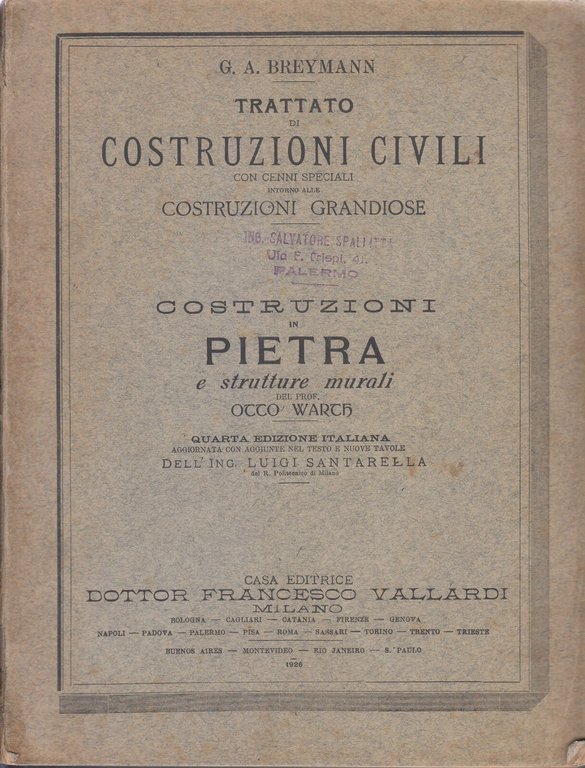 G. A. BREYMANN
TRATTATO
DI
COSTRUZIONI CIVILI
CON CENNI SPECIALI
INTORNO ALLE
COSTRUZIONI GRANDIOSE
ING. SALVATORE
Via F. Crispi, 41.
PALERMO
COSTRUZIONI
IN
PIETRA
e strutture murali
DEL PROF.
OTTO WARTH
QUARTA EDIZIONE ITALIANA
AGGIORNATA CON AGGIUNTE NEL TESTO E NUOVE TAVOLE
DELL'ING. LUIGI SANTARELLA
del R. Politecnico di Milano
CASA EDITRICE
DOTTOR FRANCESCO VALLARDI
MILANO
BOLOGNA — CAGLIARI — CATANIA — FIRENZE — GENOVA
NAPOLI — PADOVA — PALERMO — PISA — ROMA — SASSARI — TORINO — TRENTO — TRIESTE
BUENOS AIRES — MONTEVIDEO — RIO JANEIRO — S. PAULO
1926